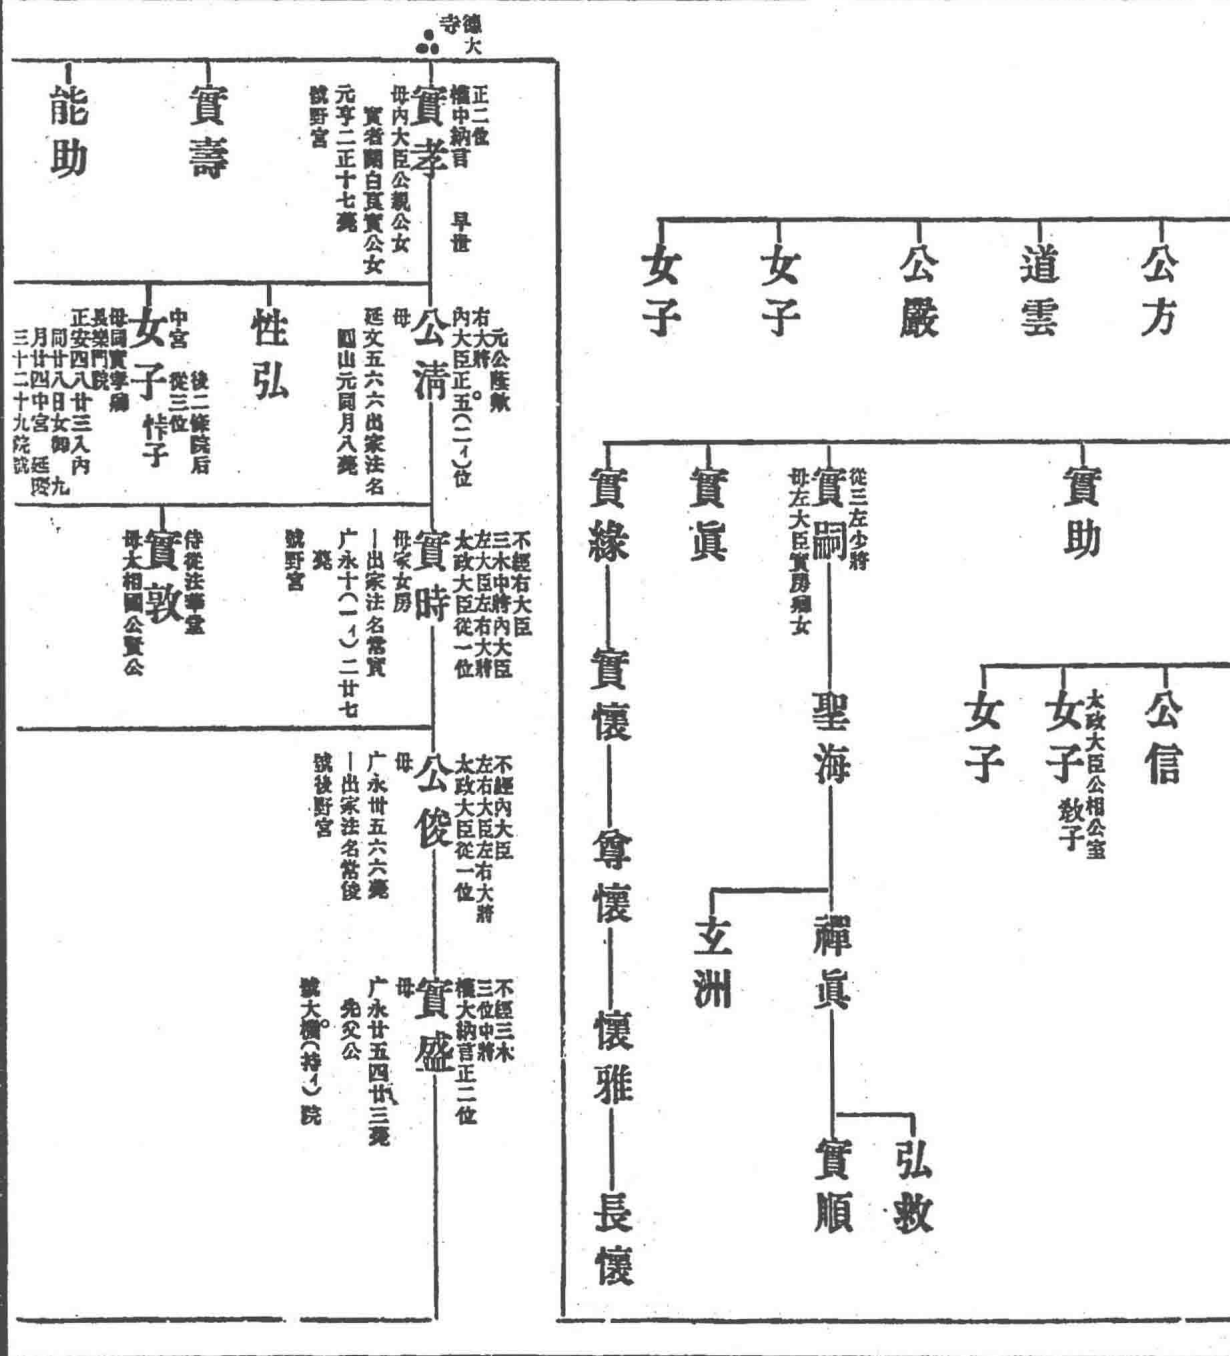 公方
道雲
公嚴
女子
女子
實助
從三左少將
實嗣
母左大臣實房卿女
實眞
實緣
實懷
尊懷
懷雅
長懷
公信
太政大臣公相公室
女子
敎子
女子
聖海
禪眞
玄洲
弘救
實順
德大
寺
正二位
權中納言 早世
實孝
母內大臣公親公女
實者關白真實公女
元亨二正十七薨
號野宮
實壽
能助
元公蔭歟
右大將
內大臣正五(二イ)位
公淸
母
延文五六六出家法名
圓山元同月八薨
性弘
後二條院后
中宮 從三位
女子
忯子
母同實孝卿
長樂門院
正安四八廿三入內
同廿八日女御 九
月廿四中宮 延慶
三十二十九院號
不經右大臣
三木中將內大臣
左大臣左右大將
太政大臣從一位
實時
母家女房
—出家法名常實
广永十(一イ)二廿七
薨
號野宮
侍從法華堂
實敦
母太相國公賢公
不經內大臣
左右大臣左右大將
太政大臣從一位
公俊
母
广永卅五六六薨
—出家法名常俊
號後野宮
不經三木
三位中將
權大納言正二位
實盛
母
广永廿五四廿三薨
先父公
號大橋(持イ)院